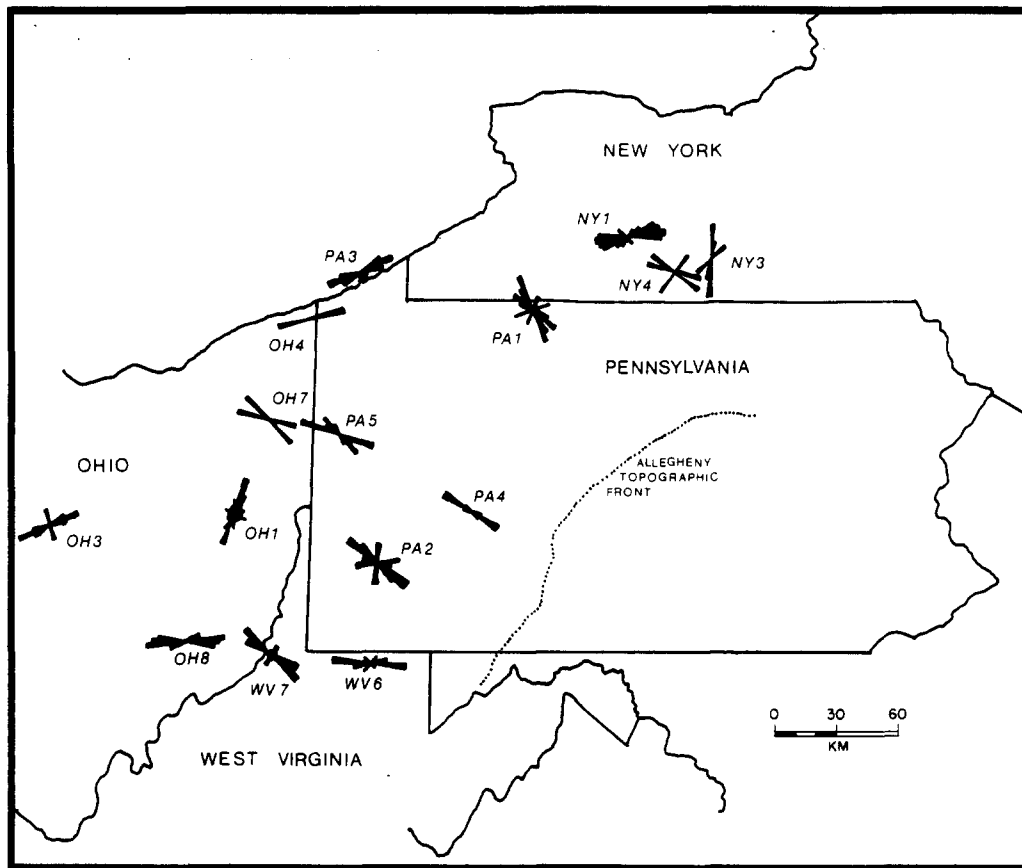 NEW YORK
NY1
PA3
NY3
NY4
PA1
OH4
PENNSYLVANIA
OH7
PA5
OHIO
ALLEGHENY
TOPOGRAPHIC
FRONT
PA4
OH3
OH1
PA2
OH8
WV7
WV6
0 30 60
KM
WEST VIRGINIA